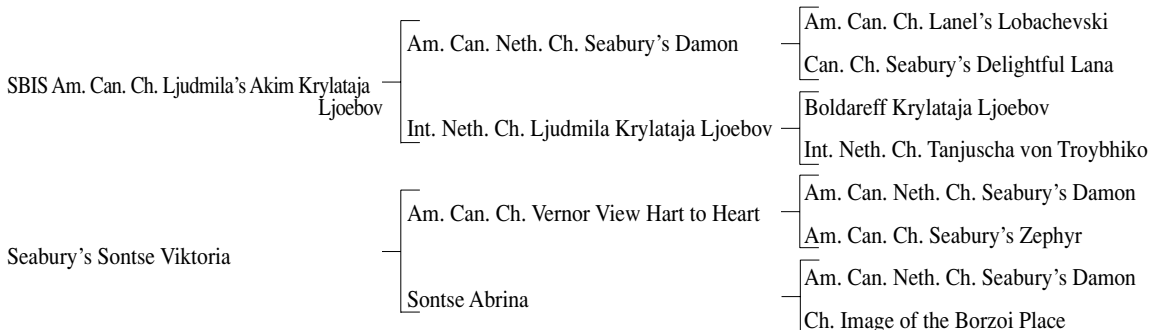 Am. Can. Ch. Lanel’s Lobachevski
Am. Can. Neth. Ch. Seabury’s Damon
Can. Ch. Seabury’s Delightful Lana
SBIS Am. Can. Ch. Ljudmila’s Akim Krylataja
Ljoebov
Boldareff Krylataja Ljoebov
Int. Neth. Ch. Ljudmila Krylataja Ljoebov
Int. Neth. Ch. Tanjuscha von Troybhiko
Am. Can. Neth. Ch. Seabury’s Damon
Am. Can. Ch. Vernor View Hart to Heart
Am. Can. Ch. Seabury’s Zephyr
Seabury’s Sontse Viktoria
Am. Can. Neth. Ch. Seabury’s Damon
Sontse Abrina
Ch. Image of the Borzoi Place